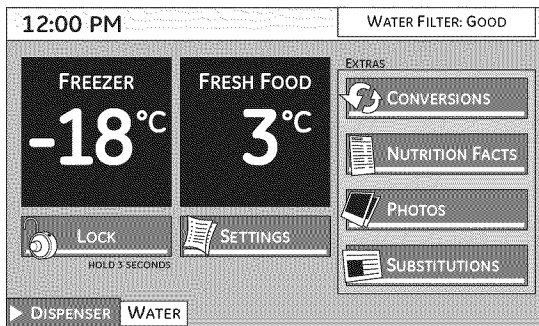 12:00 PM
WATER FILTER: GOOD
FREEZER
-18°C
FRESH FOOD
3°C
LOCK
HOLD 3 SECONDS
SETTINGS
EXTRAS
CONVERSIONS
NUTRITION FACTS
PHOTOS
SUBSTITUTIONS
DISPENSER
WATER